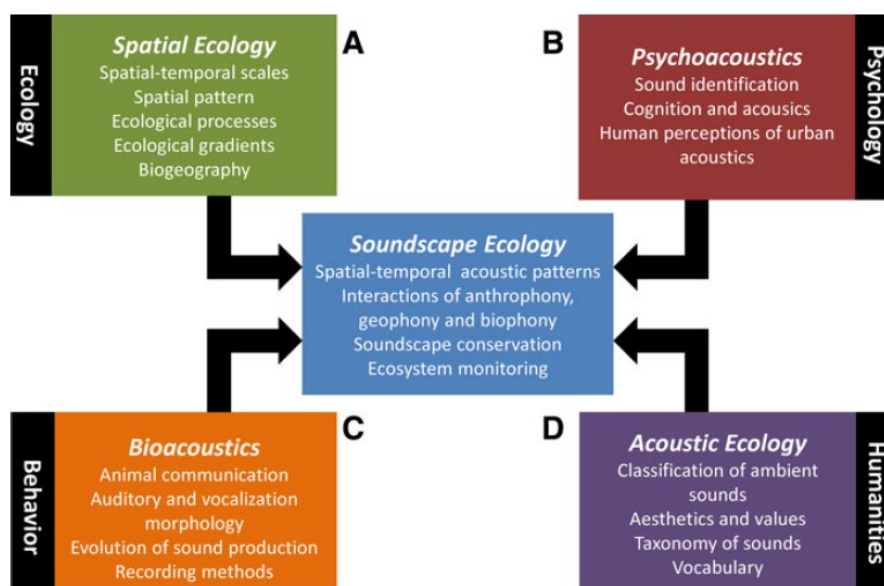 Ecology
Spatial Ecology
Spatial-temporal scales
Spatial pattern
Ecological processes
Ecological gradients
Biogeography
A
B
Psychoacoustics
Sound identification
Cognition and acousics
Human perceptions of urban
acoustics
Psychology
Soundscape Ecology
Spatial-temporal acoustic patterns
Interactions of anthrophony,
geophony and biophony
Soundscape conservation
Ecosystem monitoring
Behavior
Bioacoustics
Animal communication
Auditory and vocalization
morphology
Evolution of sound production
Recording methods
C
D
Acoustic Ecology
Classification of ambient
sounds
Aesthetics and values
Taxonomy of sounds
Vocabulary
Humanities